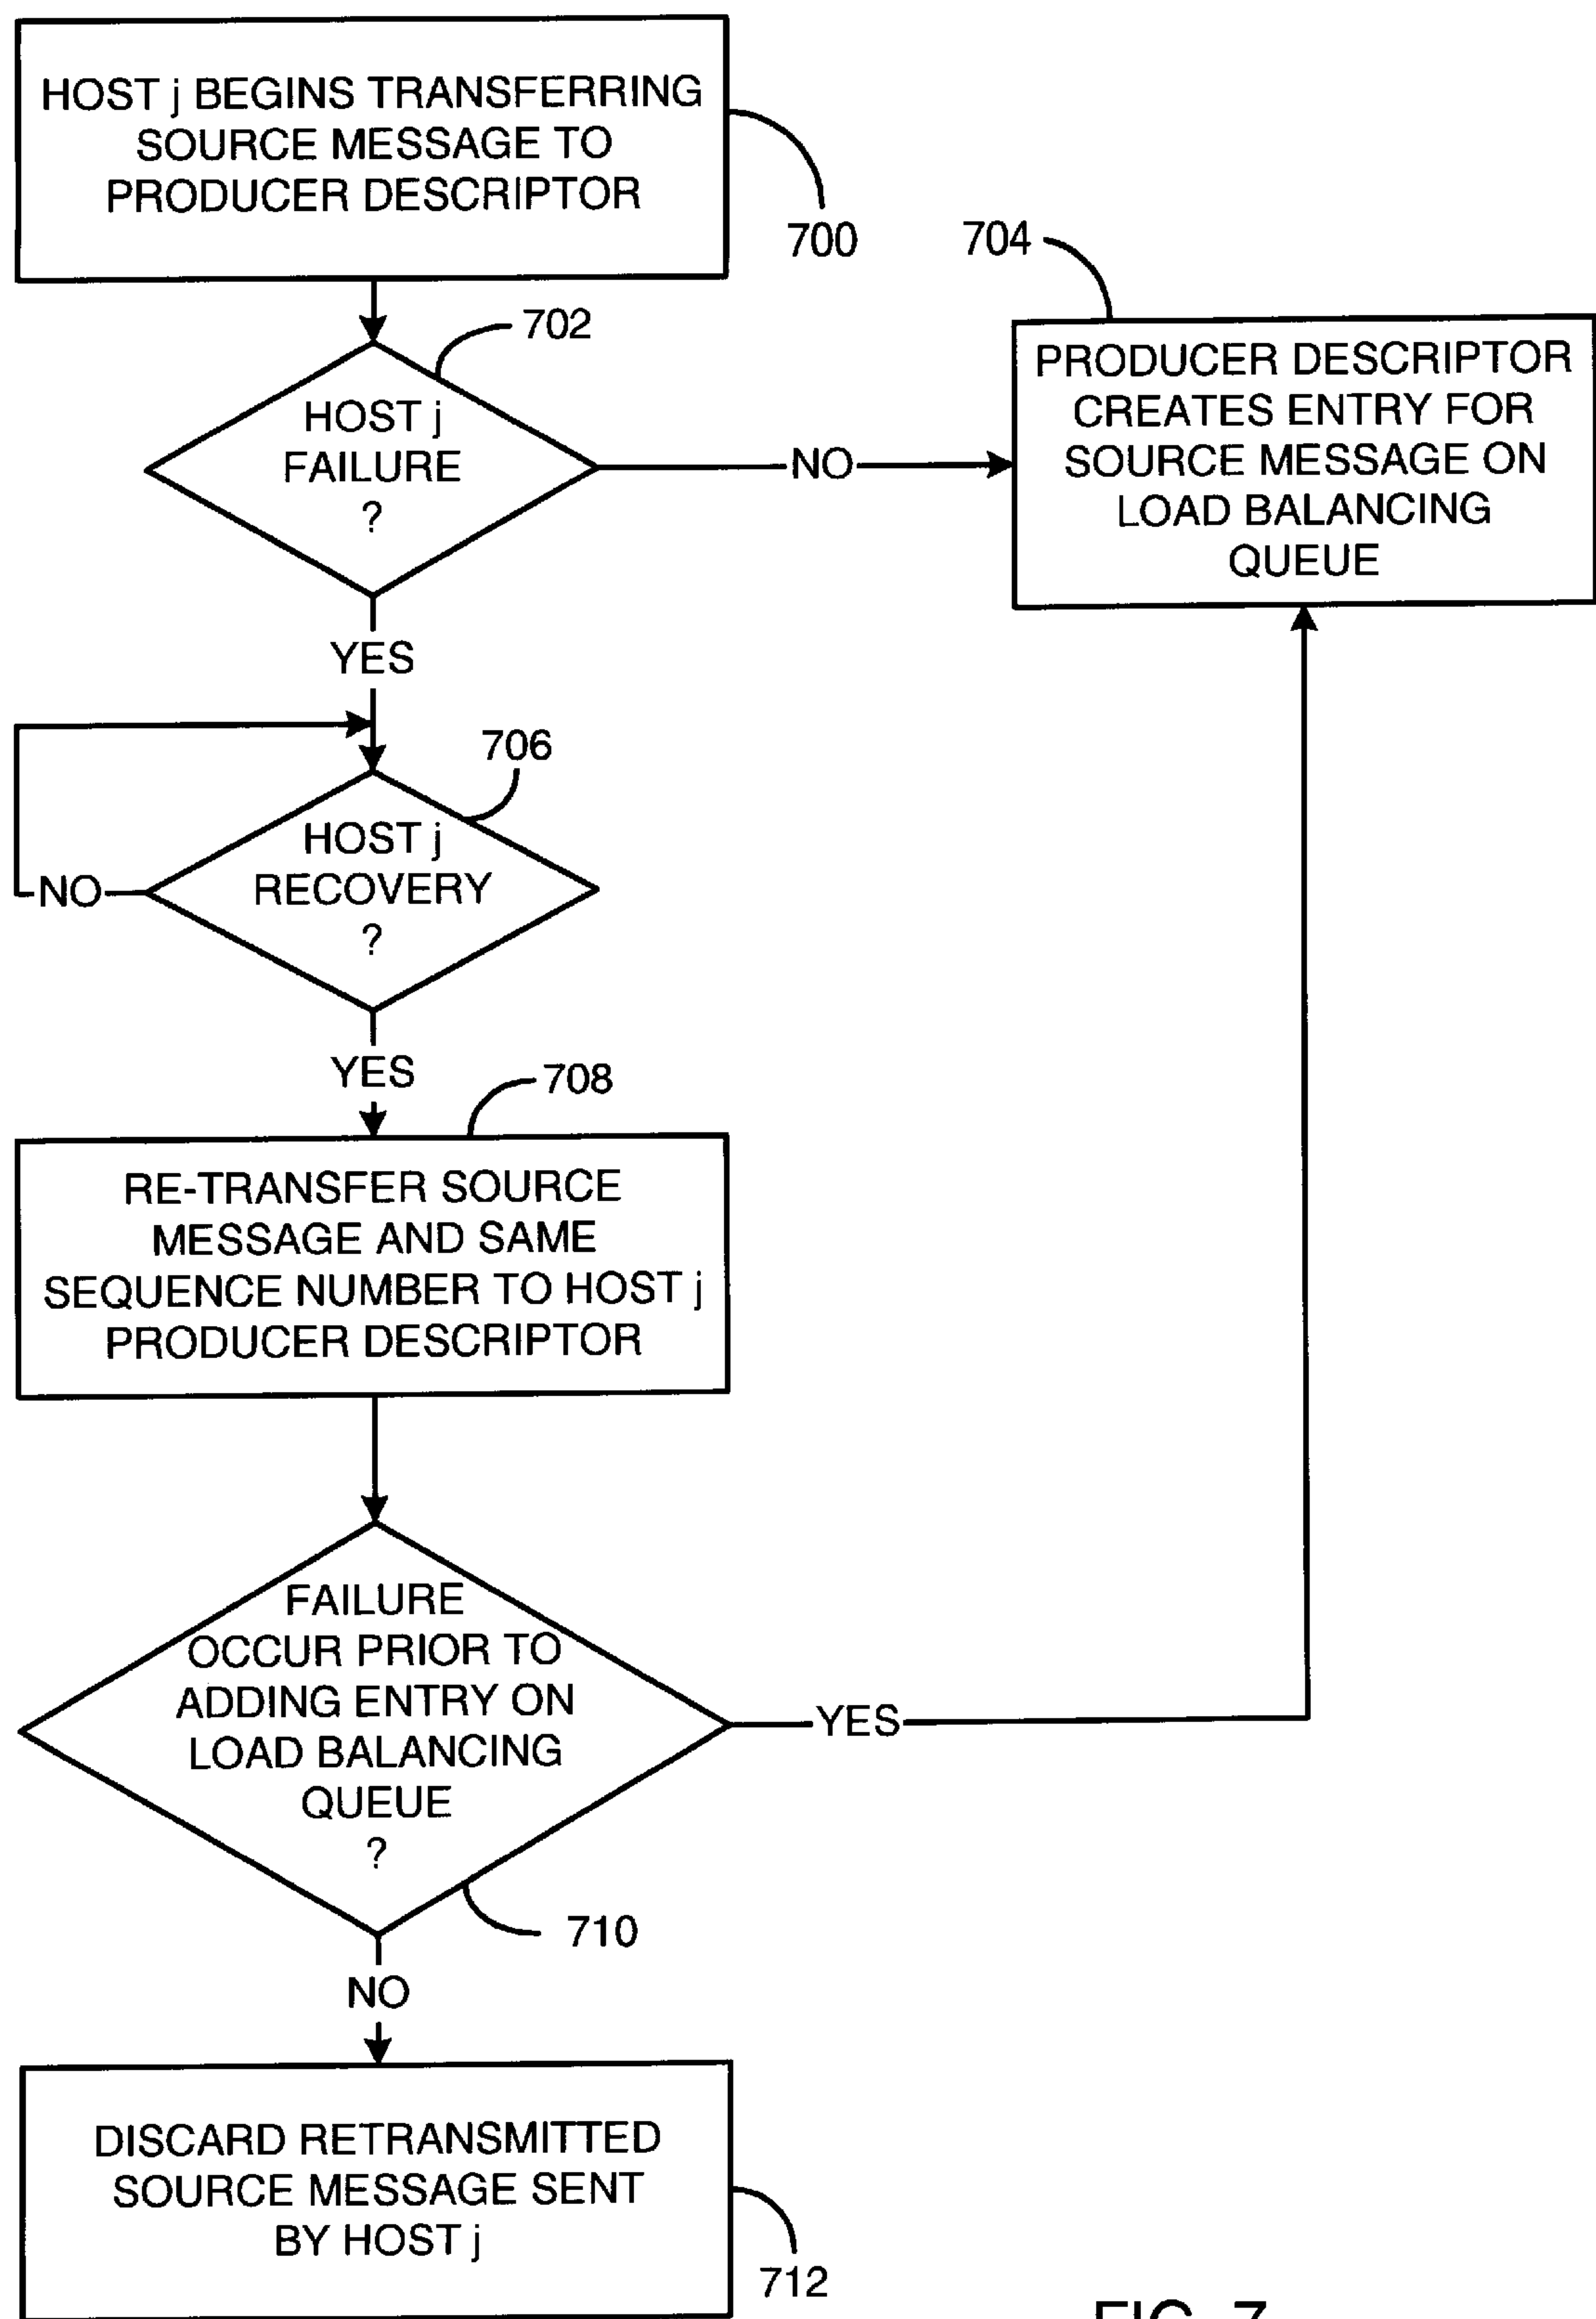 HOST j BEGINS TRANSFERRING
SOURCE MESSAGE TO
PRODUCER DESCRIPTOR
700
704
702
PRODUCER DESCRIPTOR
CREATES ENTRY FOR
SOURCE MESSAGE ON
LOAD BALANCING
QUEUE
HOST j
FAILURE
?
NO
YES
706
HOST j
RECOVERY
?
NO
YES
708
RE-TRANSFER SOURCE
MESSAGE AND SAME
SEQUENCE NUMBER TO HOST j
PRODUCER DESCRIPTOR
FAILURE
OCCUR PRIOR TO
ADDING ENTRY ON
LOAD BALANCING
QUEUE
?
YES
710
NO
DISCARD RETRANSMITTED
SOURCE MESSAGE SENT
BY HOST j
712
FIG. 7